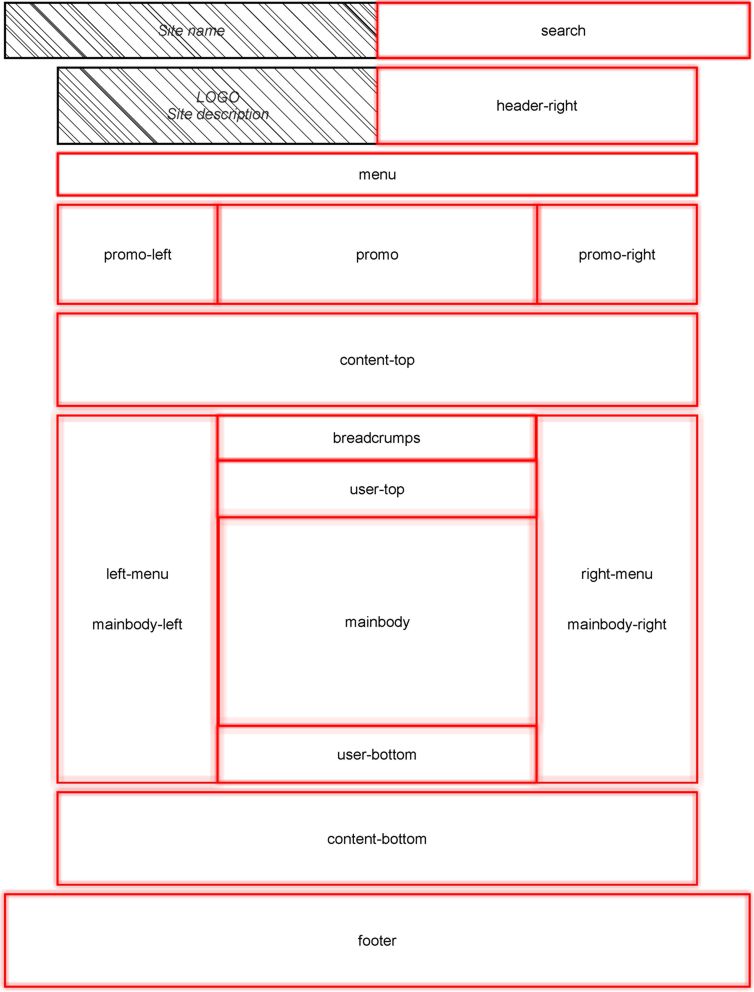 Site name
search
LOGO
Site description
header-right
menu
promo-left
promo
promo-right
content-top
breadcrumps
user-top
left-menu
mainbody-left
mainbody
right-menu
mainbody-right
user-bottom
content-bottom
footer